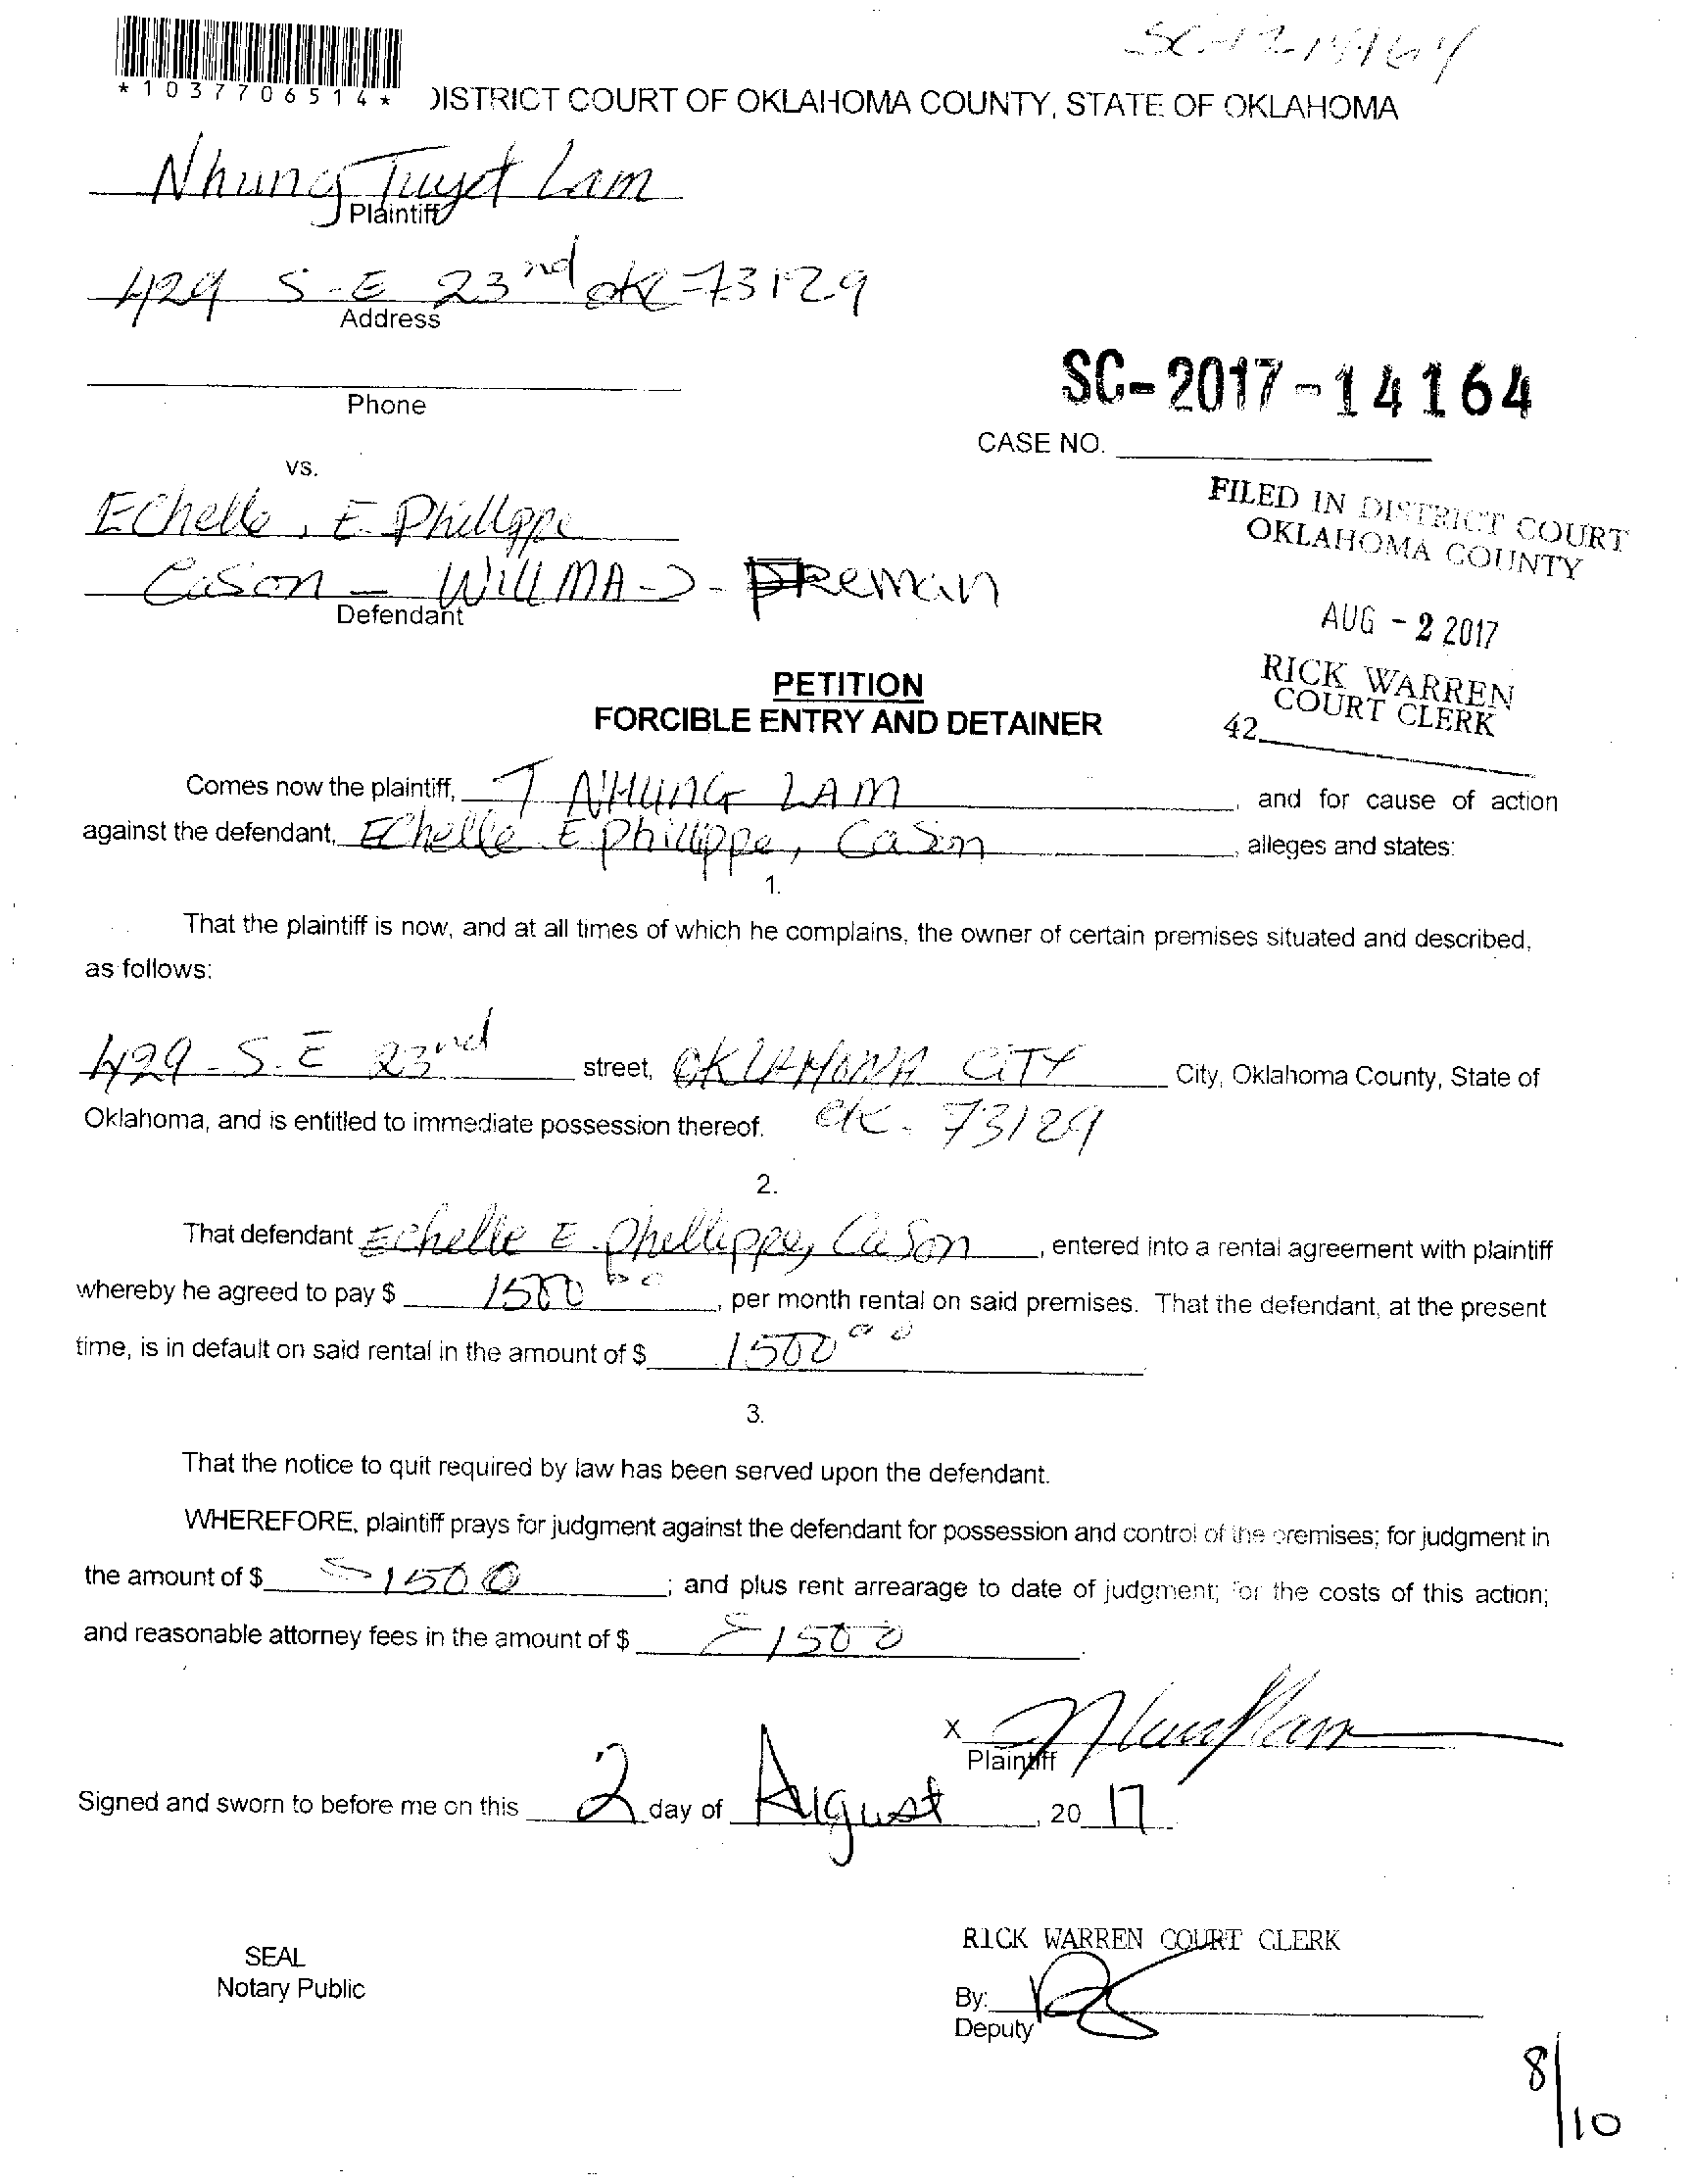 SC-17-14164
*1037706514*
DISTRICT COURT OF OKLAHOMA COUNTY, STATE OF OKLAHOMA
Nhung Tuyet Lam
Plaintiff
429 S-E 23nd okc-73129
Address
Phone
SC-2017-14164
CASE NO.
vs.
FILED IN DISTRICT COURT
OKLAHOMA COUNTY
Echelle, E Phillippe
Cason - WILLMA-J- Freeman
Defendant
AUG - 2 2017
RICK WARREN
COURT CLERK
42
PETITION
FORCIBLE ENTRY AND DETAINER
Comes now the plaintiff, T NHUNG LAM, and for cause of action
against the defendant, Echelle E. Phillippe, Cason, alleges and states:
1.
That the plaintiff is now, and at all times of which he complains, the owner of certain premises situated and described,
as follows:
429-S.E 23nd street, OKLAHOMA CITY City, Oklahoma County, State of
Oklahoma, and is entitled to immediate possession thereof. 73129
2.
That defendant Echelle E. Phellippe, Cason, entered into a rental agreement with plaintiff
whereby he agreed to pay $ 1500 00, per month rental on said premises. That the defendant, at the present
time, is in default on said rental in the amount of $ 1500 00
3.
That the notice to quit required by law has been served upon the defendant.
WHEREFORE, plaintiff prays for judgment against the defendant for possession and control of the premises; for judgment in
the amount of $ 1500; and plus rent arrearage to date of judgment; for the costs of this action;
and reasonable attorney fees in the amount of $ 1500
X
Plaintiff
Signed and sworn to before me on this 2 day of August, 20 17
RICK WARREN COURT CLERK
SEAL
Notary Public
By:
Deputy
8/10